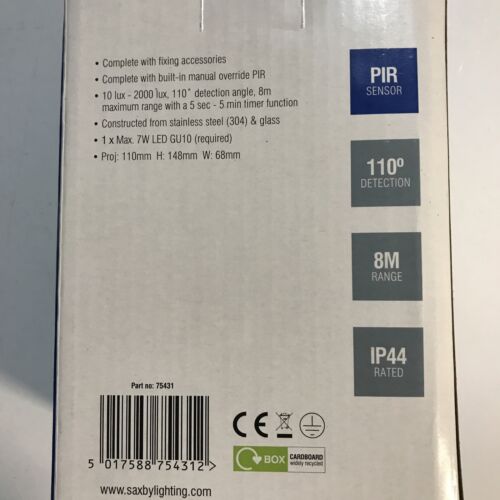 • Complete with fixing accessories
• Complete with built-in manual override PIR
• 10 lux - 2000 lux, 110˚ detection angle, 8m
maximum range with a 5 sec - 5 min timer function
• Constructed from stainless steel (304) & glass
• 1 x Max. 7W LED GU10 (required)
• Proj: 110mm H: 148mm W: 68mm
PIR
SENSOR
110º
DETECTION
8M
RANGE
IP44
RATED
Part no: 75431
5 017588 754312 >
CE
BOX
CARDBOARD
widely recycled
www.saxbylighting.com